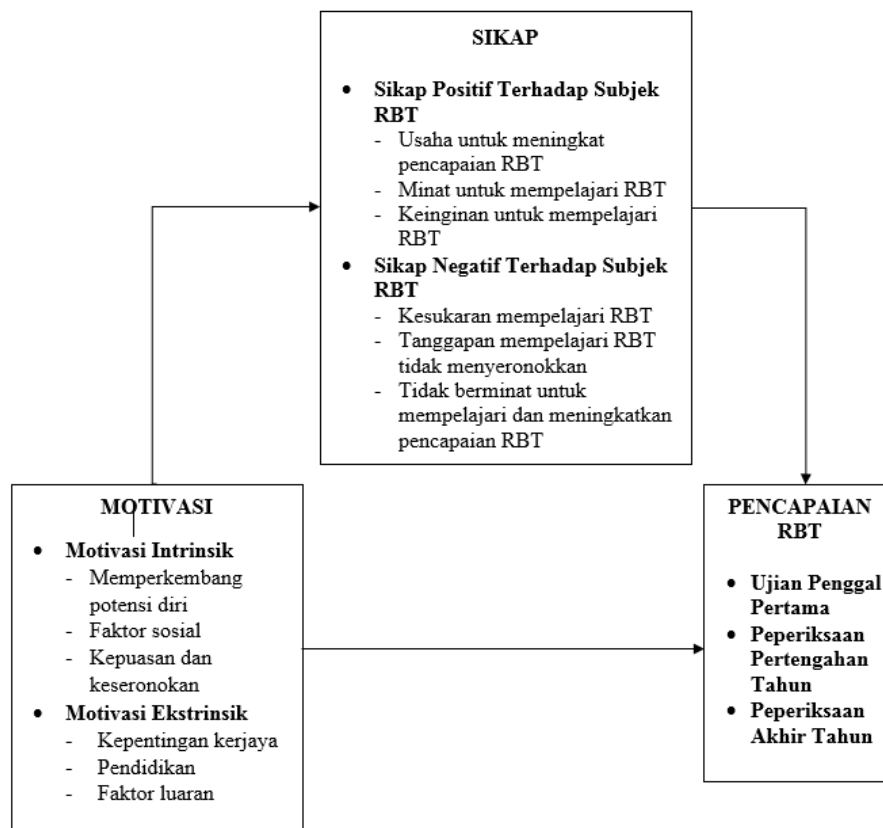 SIKAP
• Sikap Positif Terhadap Subjek
RBT
- Usaha untuk meningkat
pencapaian RBT
- Minat untuk mempelajari RBT
- Keinginan untuk mempelajari
RBT
• Sikap Negatif Terhadap Subjek
RBT
- Kesukaran mempelajari RBT
- Tanggapan mempelajari RBT
tidak menyeronokkan
- Tidak berminat untuk
mempelajari dan meningkatkan
pencapaian RBT
MOTIVASI
• Motivasi Intrinsik
- Memperkembang
potensi diri
- Faktor sosial
- Kepuasan dan
keseronokan
• Motivasi Ekstrinsik
- Kepentingan kerjaya
- Pendidikan
- Faktor luaran
PENCAPAIAN
RBT
• Ujian Penggal
Pertama
• Peperiksaan
Pertengahan
Tahun
• Peperiksaan
Akhir Tahun